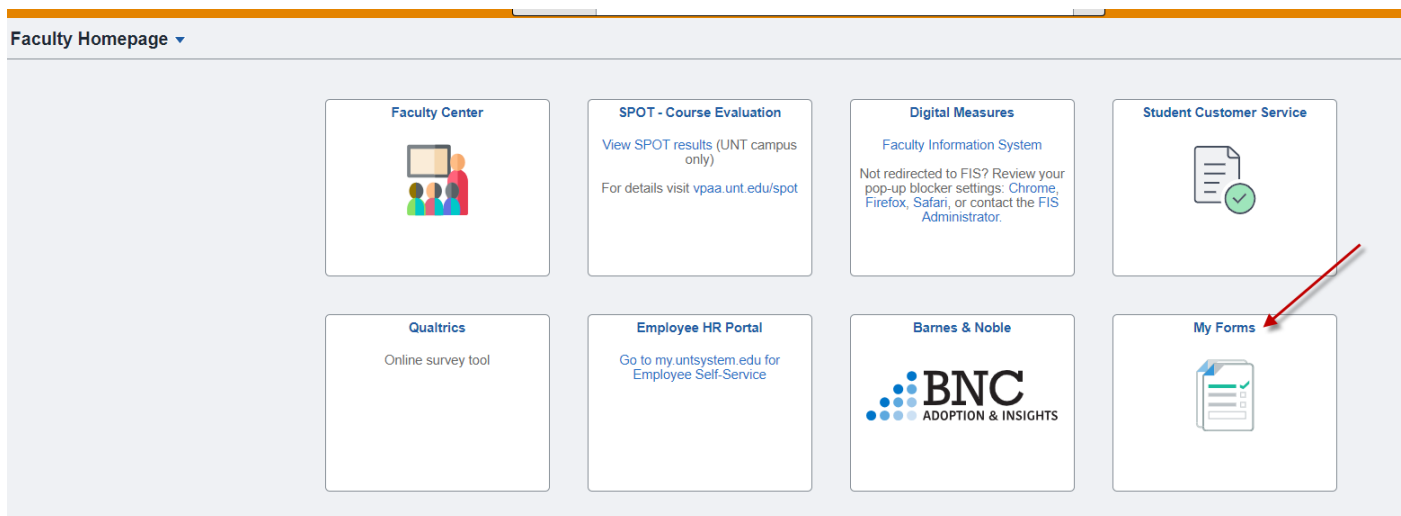 Faculty Homepage
Faculty Center
SPOT - Course Evaluation
View SPOT results (UNT campus
only)
For details visit vpaa.unt.edu/spot
Digital Measures
Faculty Information System
Not redirected to FIS? Review your
pop-up blocker settings: Chrome,
Firefox, Safari, or contact the FIS
Administrator.
Student Customer Service
Qualtrics
Online survey tool
Employee HR Portal
Go to my.untsystem.edu for
Employee Self-Service
Barnes & Noble
BNC
ADOPTION & INSIGHTS
My Forms